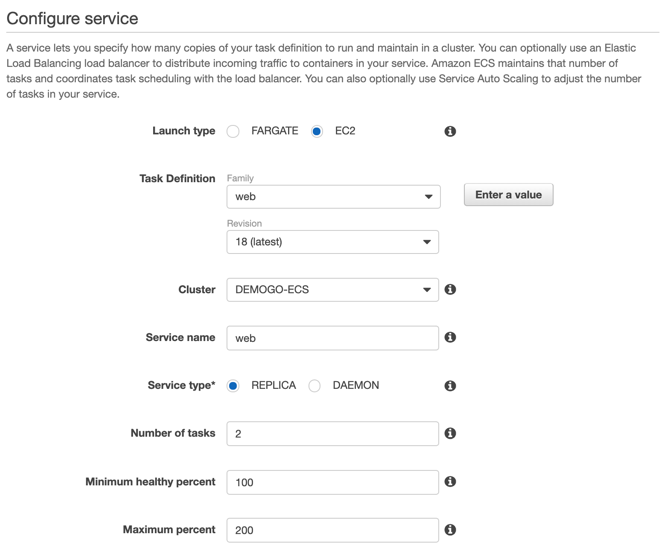 Configure service
A service lets you specify how many copies of your task definition to run and maintain in a cluster. You can optionally use an Elastic
Load Balancing load balancer to distribute incoming traffic to containers in your service. Amazon ECS maintains that number of
tasks and coordinates task scheduling with the load balancer. You can also optionally use Service Auto Scaling to adjust the number
of tasks in your service.
Launch type FARGATE EC2
Task Definition Family
web Enter a value
Revision
18 (latest)
Cluster DEMOGO-ECS
Service name web
Service type* REPLICA DAEMON
Number of tasks 2
Minimum healthy percent 100
Maximum percent 200